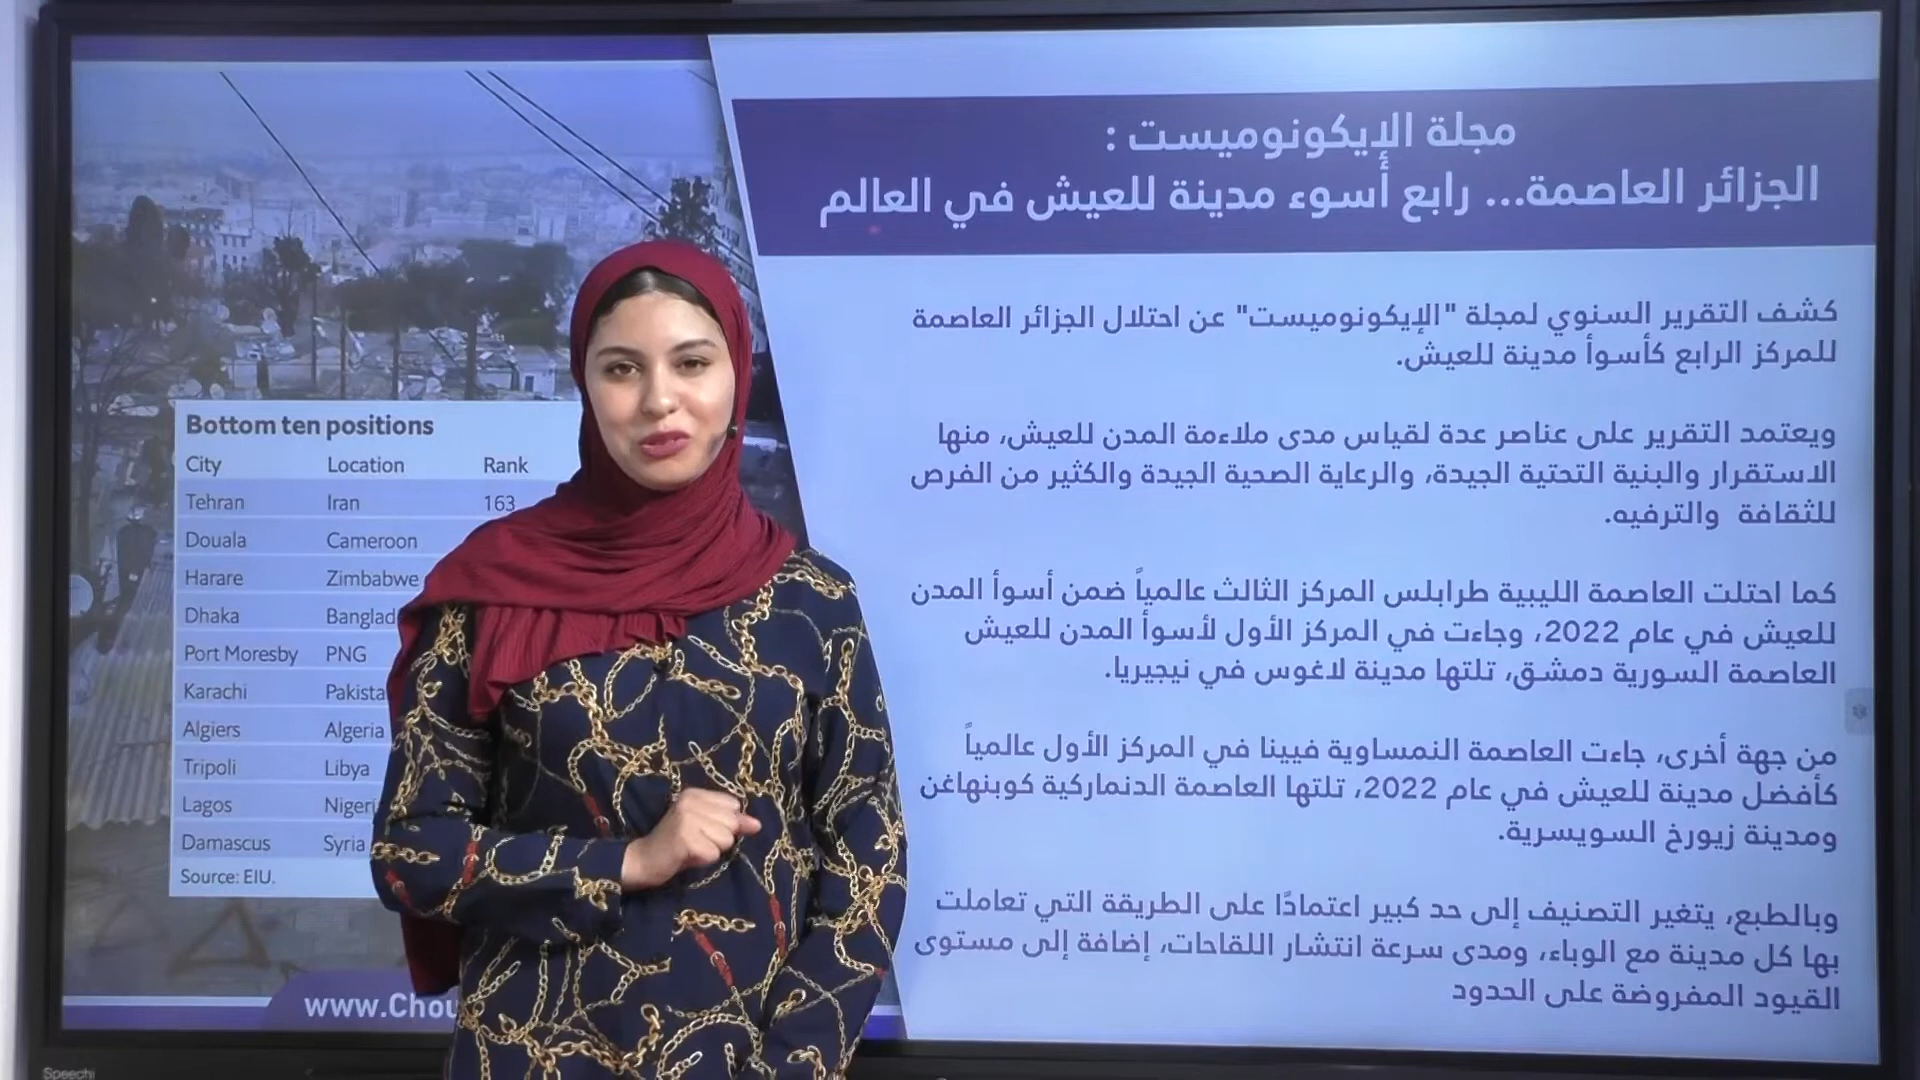 مجلة الإيكونوميست :
الجزائر العاصمة... رابع أسوء مدينة للعيش في العالم
كشف التقرير السنوي لمجلة "الإيكونوميست" عن احتلال الجزائر العاصمة
للمركز الرابع كأسوأ مدينة للعيش.
ويعتمد التقرير على عناصر عدة لقياس مدى ملاءمة المدن للعيش، منها
الاستقرار والبنية التحتية الجيدة، والرعاية الصحية الجيدة والكثير من الفرص
للثقافة والترفيه.
كما احتلت العاصمة الليبية طرابلس المركز الثالث عالمياً ضمن أسوأ المدن
للعيش في عام 2022، وجاءت في المركز الأول لأسوأ المدن للعيش
العاصمة السورية دمشق، تلتها مدينة لاغوس في نيجيريا.
من جهة أخرى، جاءت العاصمة النمساوية فيينا في المركز الأول عالمياً
كأفضل مدينة للعيش في عام 2022، تلتها العاصمة الدنماركية كوبنهاغن
ومدينة زيورخ السويسرية.
وبالطبع، يتغير التصنيف إلى حد كبير اعتمادًا على الطريقة التي تعاملت
بها كل مدينة مع الوباء، ومدى سرعة انتشار اللقاحات، إضافة إلى مستوى
القيود المفروضة على الحدود
Bottom ten positions
City Location Rank
Tehran Iran 163
Douala Cameroon
Harare Zimbabwe
Dhaka Banglad
Port Moresby PNG
Karachi Pakista
Algiers Algeria
Tripoli Libya
Lagos Nigeri
Damascus Syria
Source: EIU.
www.Chou
Speechi